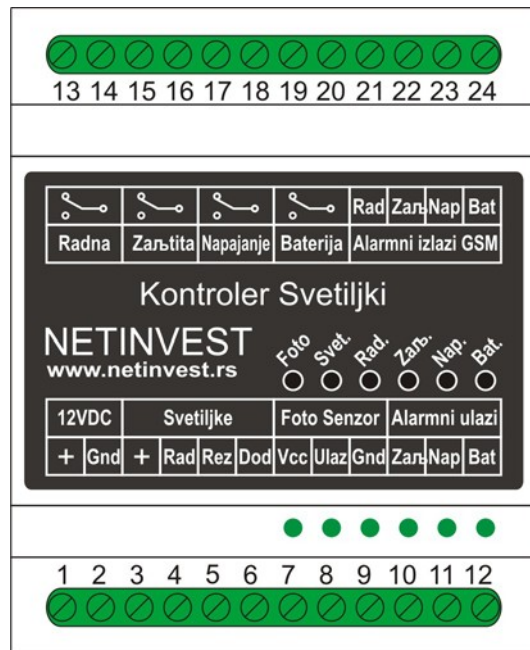 13 14 15 16 17 18 19 20 21 22 23 24
Rad Zaљ Nap Bat
Radna Zaљtita Napajanje Baterija Alarmni izlazi GSM
Kontroler Svetiljki
NETINVEST
www.netinvest.rs
Foto Svet. Rad. Zaљ. Nap. Bat.
12VDC Svetiljke Foto Senzor Alarmni ulazi
+ Gnd + Rad Rez Dod Vcc Ulaz Gnd Zaљ Nap Bat
1 2 3 4 5 6 7 8 9 10 11 12